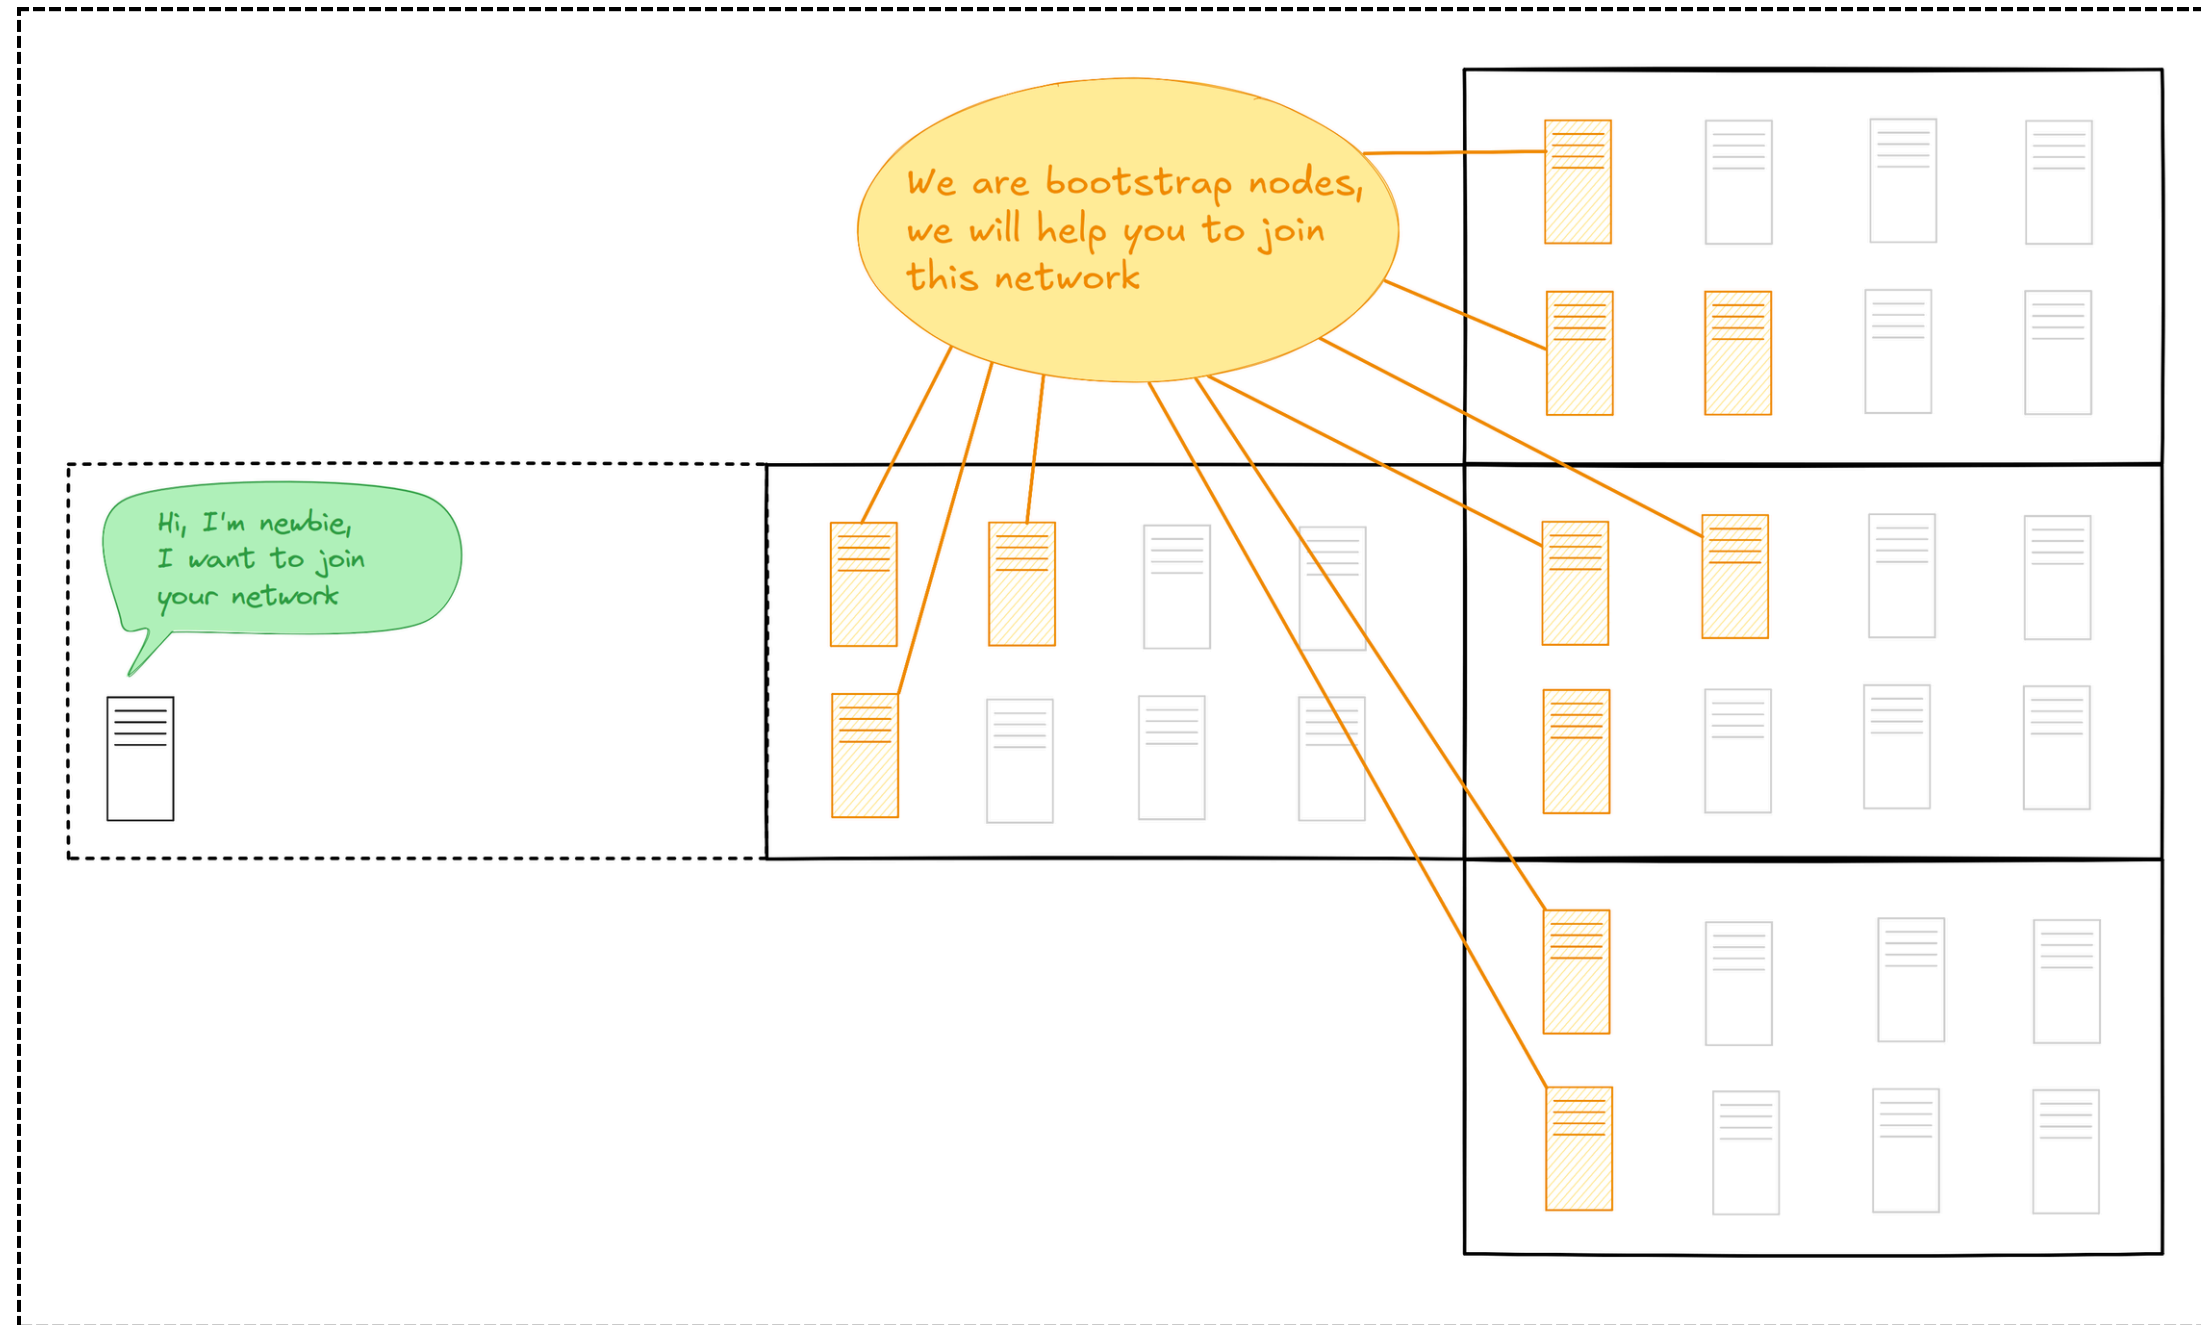 We are bootstrap nodes,
we will help you to join
this network
Hi, I'm newbie,
I want to join
your network